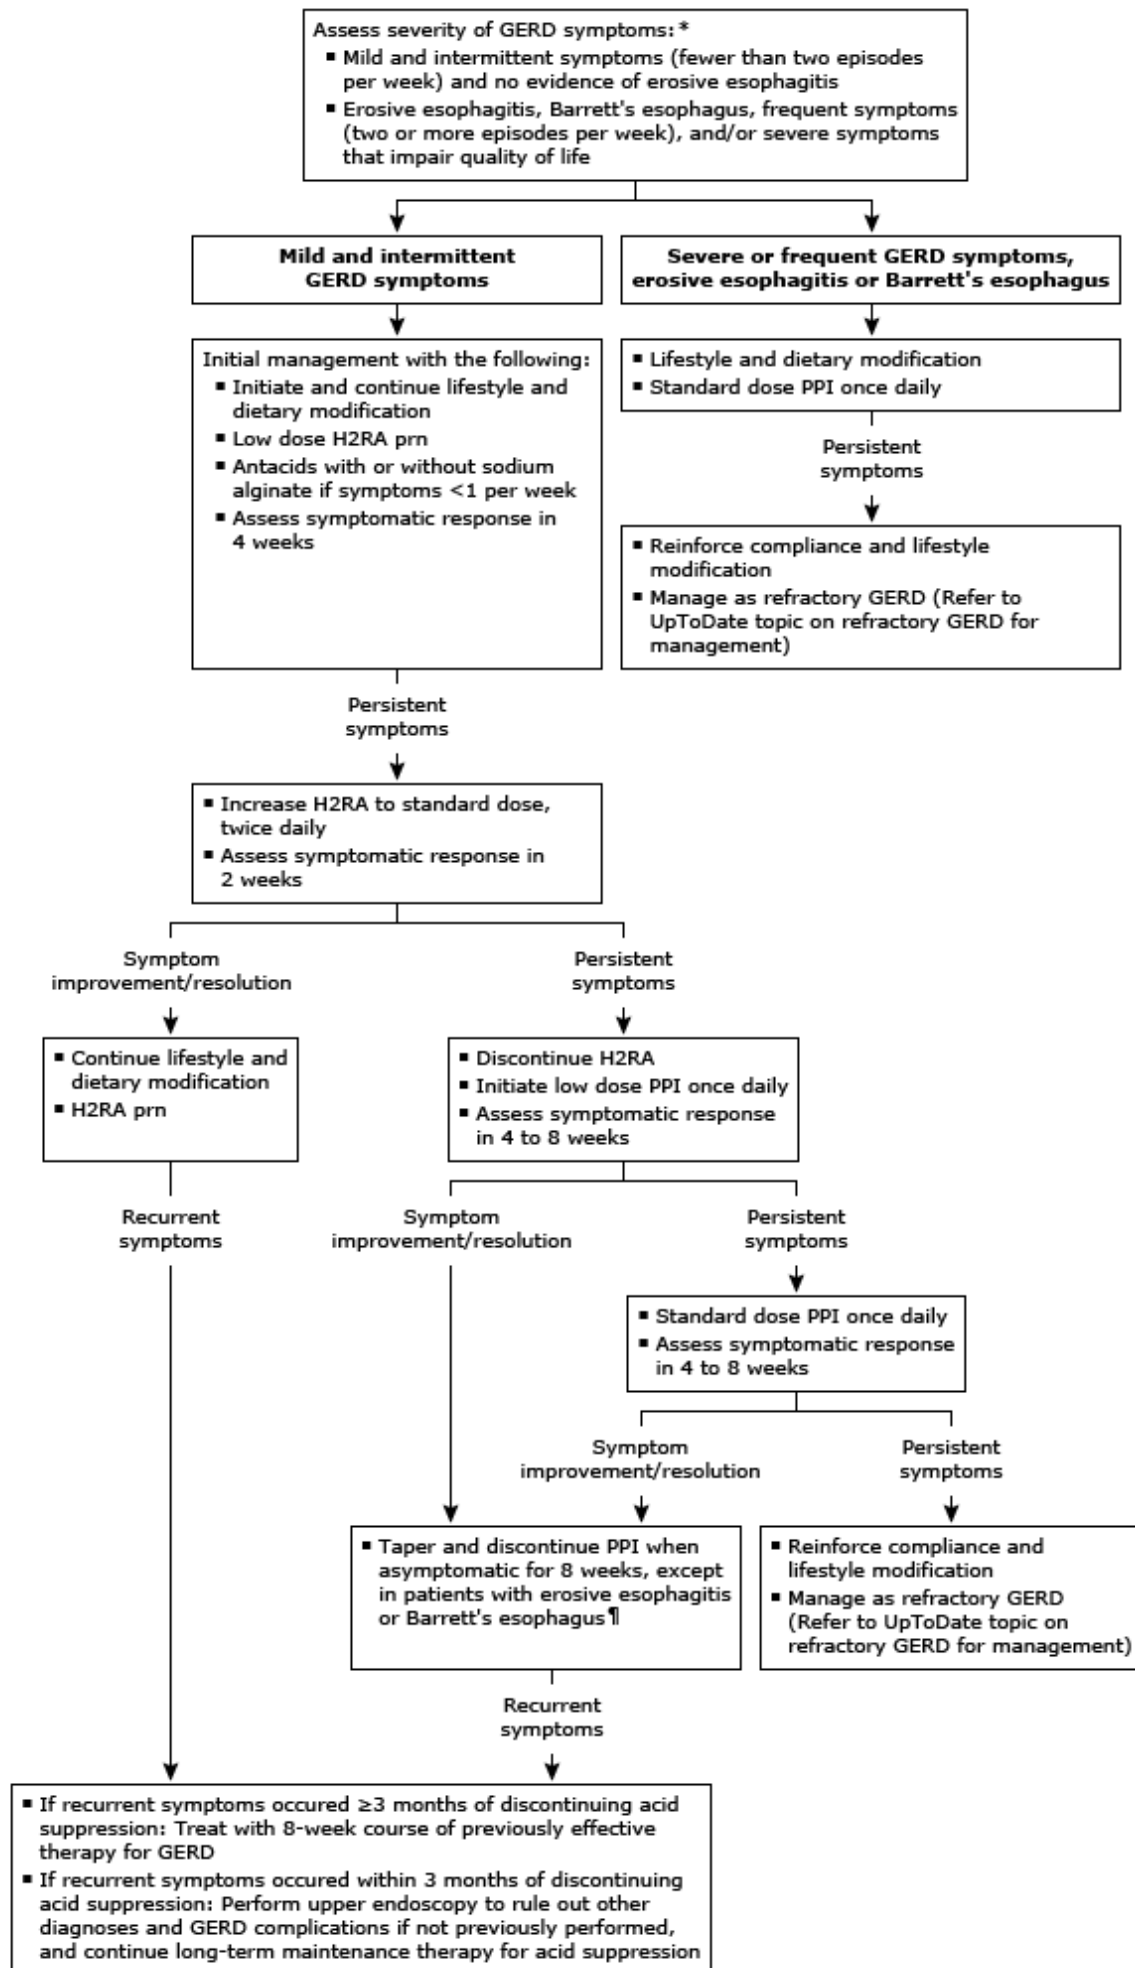 Assess severity of GERD symptoms:*
▪ Mild and intermittent symptoms (fewer than two episodes
per week) and no evidence of erosive esophagitis
▪ Erosive esophagitis, Barrett's esophagus, frequent symptoms
(two or more episodes per week), and/or severe symptoms
that impair quality of life
Mild and intermittent
GERD symptoms
Severe or frequent GERD symptoms,
erosive esophagitis or Barrett's esophagus
Initial management with the following:
▪ Initiate and continue lifestyle and
dietary modification
▪ Low dose H2RA prn
▪ Antacids with or without sodium
alginate if symptoms <1 per week
▪ Assess symptomatic response in
4 weeks
▪ Lifestyle and dietary modification
▪ Standard dose PPI once daily
Persistent
symptoms
▪ Reinforce compliance and lifestyle
modification
▪ Manage as refractory GERD (Refer to
UpToDate topic on refractory GERD for
management)
Persistent
symptoms
▪ Increase H2RA to standard dose,
twice daily
▪ Assess symptomatic response in
2 weeks
Symptom
improvement/resolution
Persistent
symptoms
▪ Continue lifestyle and
dietary modification
▪ H2RA prn
▪ Discontinue H2RA
▪ Initiate low dose PPI once daily
▪ Assess symptomatic response
in 4 to 8 weeks
Recurrent
symptoms
Symptom
improvement/resolution
Persistent
symptoms
▪ Standard dose PPI once daily
▪ Assess symptomatic response
in 4 to 8 weeks
Symptom
improvement/resolution
Persistent
symptoms
▪ Taper and discontinue PPI when
asymptomatic for 8 weeks, except
in patients with erosive esophagitis
or Barrett's esophagus¶
▪ Reinforce compliance and
lifestyle modification
▪ Manage as refractory GERD
(Refer to UpToDate topic on
refractory GERD for management)
Recurrent
symptoms
▪ If recurrent symptoms occured ≥3 months of discontinuing acid
suppression: Treat with 8-week course of previously effective
therapy for GERD
▪ If recurrent symptoms occured within 3 months of discontinuing
acid suppression: Perform upper endoscopy to rule out other
diagnoses and GERD complications if not previously performed,
and continue long-term maintenance therapy for acid suppression